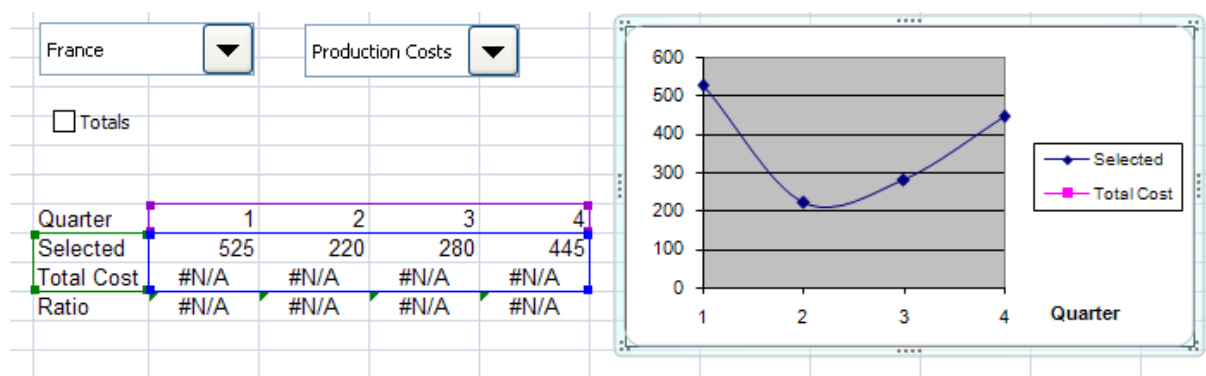 France
Production Costs
Totals
Quarter 1 2 3 4
Selected 525 220 280 445
Total Cost #N/A #N/A #N/A #N/A
Ratio #N/A #N/A #N/A #N/A
600
500
400
300
200
100
0
1 2 3 4 Quarter
Selected
Total Cost